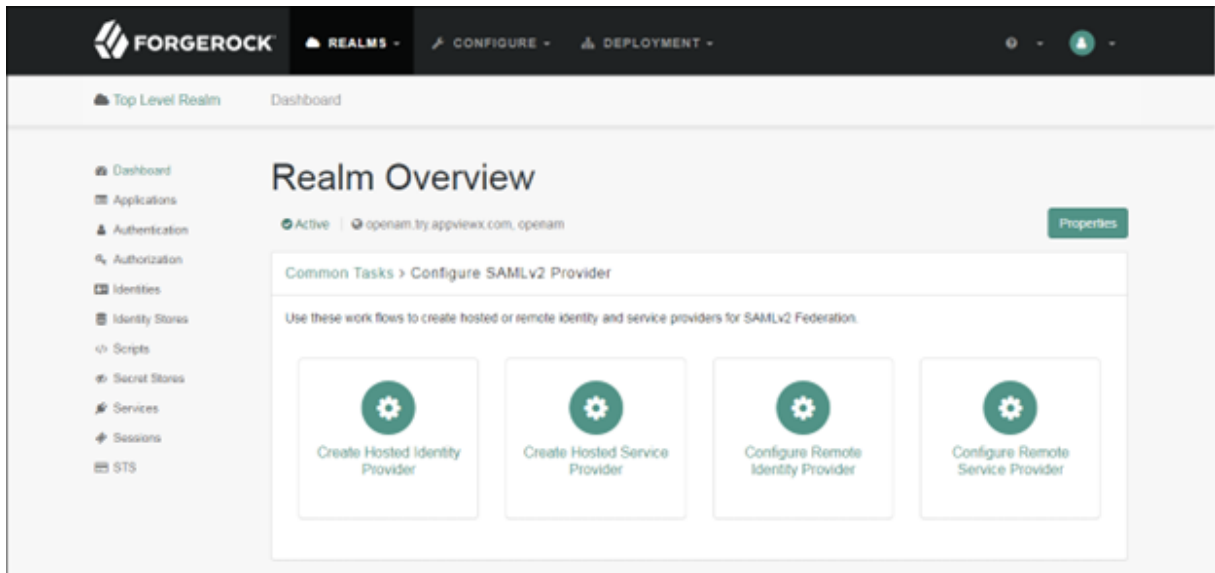 FORGEROCK REALMS CONFIGURE DEPLOYMENT
Top Level Realm Dashboard
Dashboard
Applications
Authentication
Authorization
Identities
Identity Stores
Scripts
Secret Stores
Services
Sessions
STS
Realm Overview
Active openam.try.appviewx.com, openam
Properties
Common Tasks > Configure SAMLv2 Provider
Use these work flows to create hosted or remote identity and service providers for SAMLv2 Federation.
Create Hosted Identity
Provider
Create Hosted Service
Provider
Configure Remote
Identity Provider
Configure Remote
Service Provider